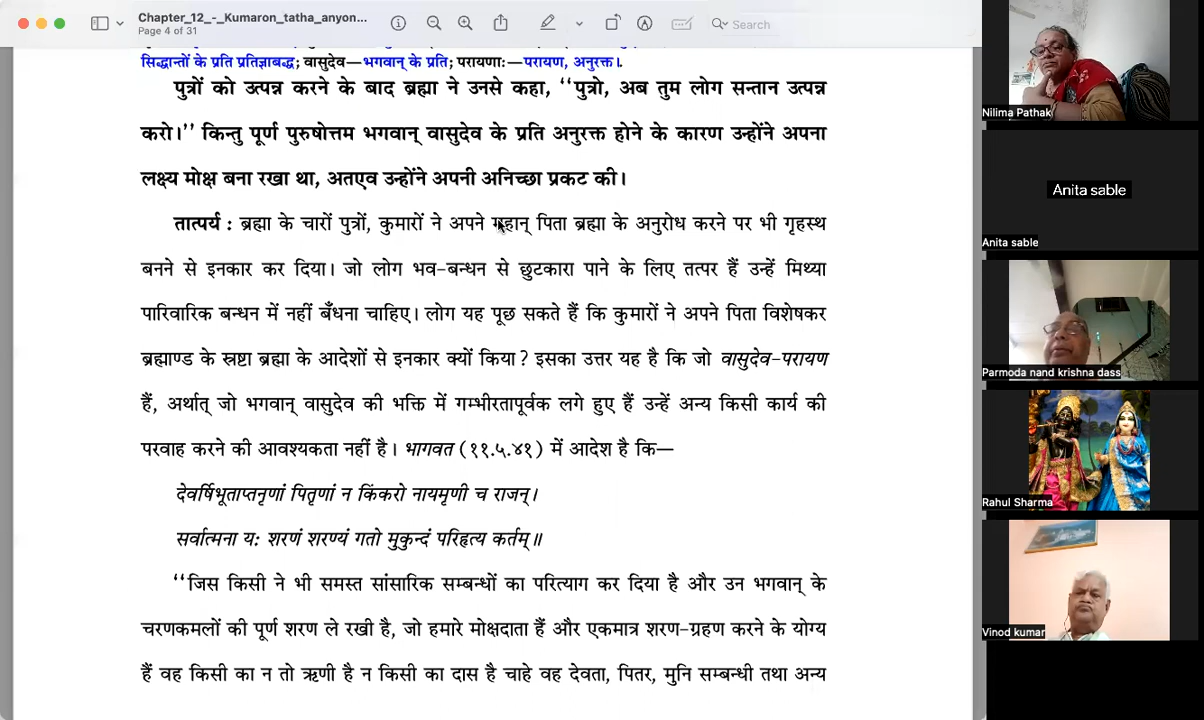 Chapter_12_-_Kumaron_tatha_anyon...
Page 4 of 31
Search
सिद्धान्तों के प्रति प्रतिज्ञाबद्ध; वासुदेव—भगवान् के प्रति; परायणाः—परायण, अनुरक्त।
पुत्रों को उत्पन्न करने के बाद ब्रह्मा ने उनसे कहा, ‘‘पुत्रो, अब तुम लोग सन्तान उत्पन्न
करो।’’ किन्तु पूर्ण पुरुषोत्तम भगवान् वासुदेव के प्रति अनुरक्त होने के कारण उन्होंने अपना
लक्ष्य मोक्ष बना रखा था, अतएव उन्होंने अपनी अनिच्छा प्रकट की।
तात्पर्य : ब्रह्मा के चारों पुत्रों, कुमारों ने अपने महान् पिता ब्रह्मा के अनुरोध करने पर भी गृहस्थ
बनने से इनकार कर दिया। जो लोग भव-बन्धन से छुटकारा पाने के लिए तत्पर हैं उन्हें मिथ्या
पारिवारिक बन्धन में नहीं बँधना चाहिए। लोग यह पूछ सकते हैं कि कुमारों ने अपने पिता विशेषकर
ब्रह्माण्ड के स्रष्टा ब्रह्मा के आदेशों से इनकार क्यों किया? इसका उत्तर यह है कि जो वासुदेव-परायण
हैं, अर्थात् जो भगवान् वासुदेव की भक्ति में गम्भीरतापूर्वक लगे हुए हैं उन्हें अन्य किसी कार्य की
परवाह करने की आवश्यकता नहीं है। भागवत (११.५.४१) में आदेश है कि—
देवर्षिभूताप्तनृणां पितृणां न किंकरो नायमृणी च राजन्।
सर्वात्मना य: शरणं शरण्यं गतो मुकुन्दं परिहृत्य कर्तम्॥
‘‘जिस किसी ने भी समस्त सांसारिक सम्बन्धों का परित्याग कर दिया है और उन भगवान् के
चरणकमलों की पूर्ण शरण ले रखी है, जो हमारे मोक्षदाता हैं और एकमात्र शरण-ग्रहण करने के योग्य
हैं वह किसी का न तो ऋणी है न किसी का दास है चाहे वह देवता, पितर, मुनि सम्बन्धी तथा अन्य
Nilima Pathak
Anita sable
Anita sable
Parmoda nand krishna dass
Rahul Sharma
Vinod kumar